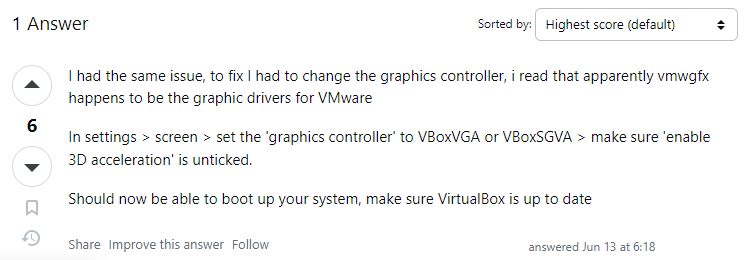 1 Answer
Sorted by: Highest score (default)
I had the same issue, to fix I had to change the graphics controller, i read that apparently vmwgfx
happens to be the graphic drivers for VMware
6
In settings > screen > set the 'graphics controller' to VBoxVGA or VBoxSGVA > make sure 'enable
3D acceleration' is unticked.
Should now be able to boot up your system, make sure VirtualBox is up to date
Share Improve this answer Follow
answered Jun 13 at 6:18